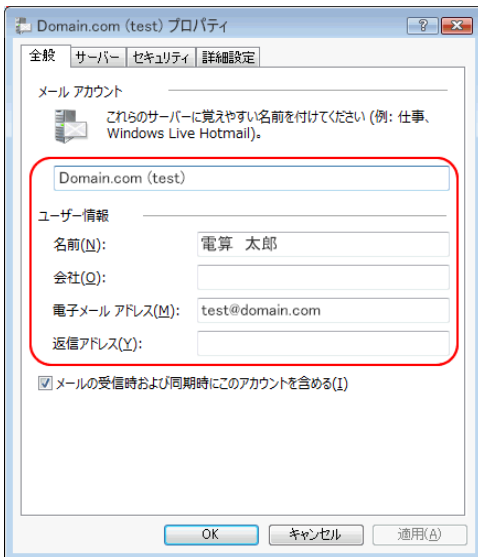 Domain.com (test) プロパティ
全般 サーバー セキュリティ 詳細設定
メール アカウント
これらのサーバーに覚えやすい名前を付けてください (例: 仕事、
Windows Live Hotmail)。
Domain.com (test)
ユーザー情報
名前(N): 電算　太郎
会社(O):
電子メール アドレス(M): test@domain.com
返信アドレス(Y):
メールの受信時および同期時にこのアカウントを含める(I)
OK キャンセル 適用(A)